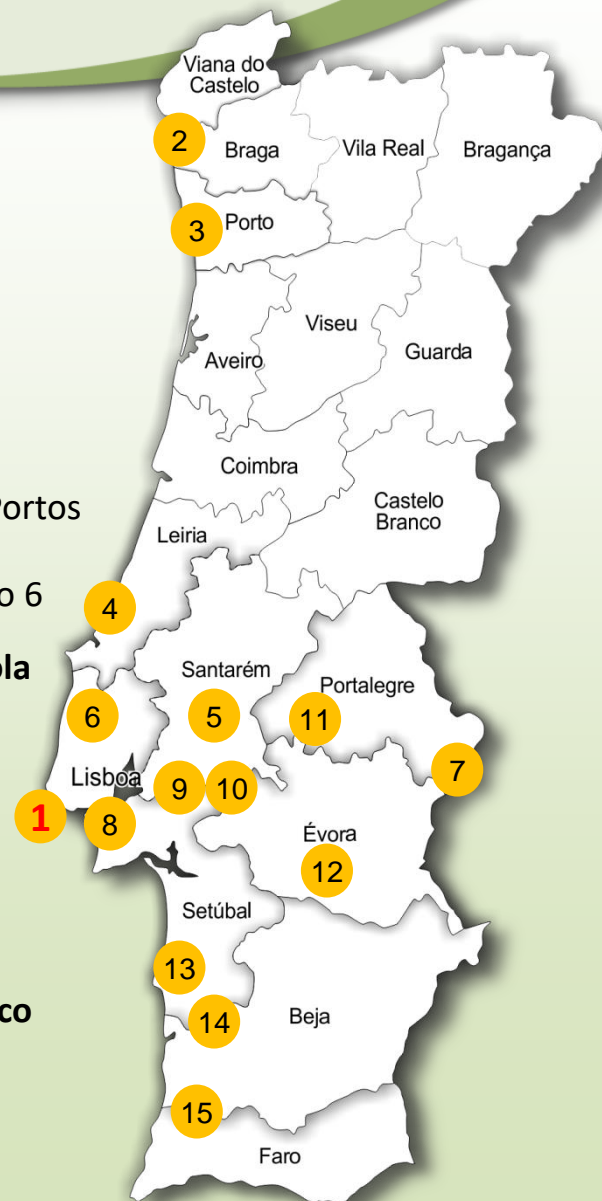 Viana do
Castelo
2
Braga
Vila Real
Bragança
3
Porto
Viseu
Guarda
Aveiro
Coimbra
Portos
Castelo
Branco
Leiria
o 6
4
ola
Santarém
Portalegre
6
5
11
7
Lisboa
9
10
1
8
Évora
12
Setúbal
13
co
14
Beja
15
Faro